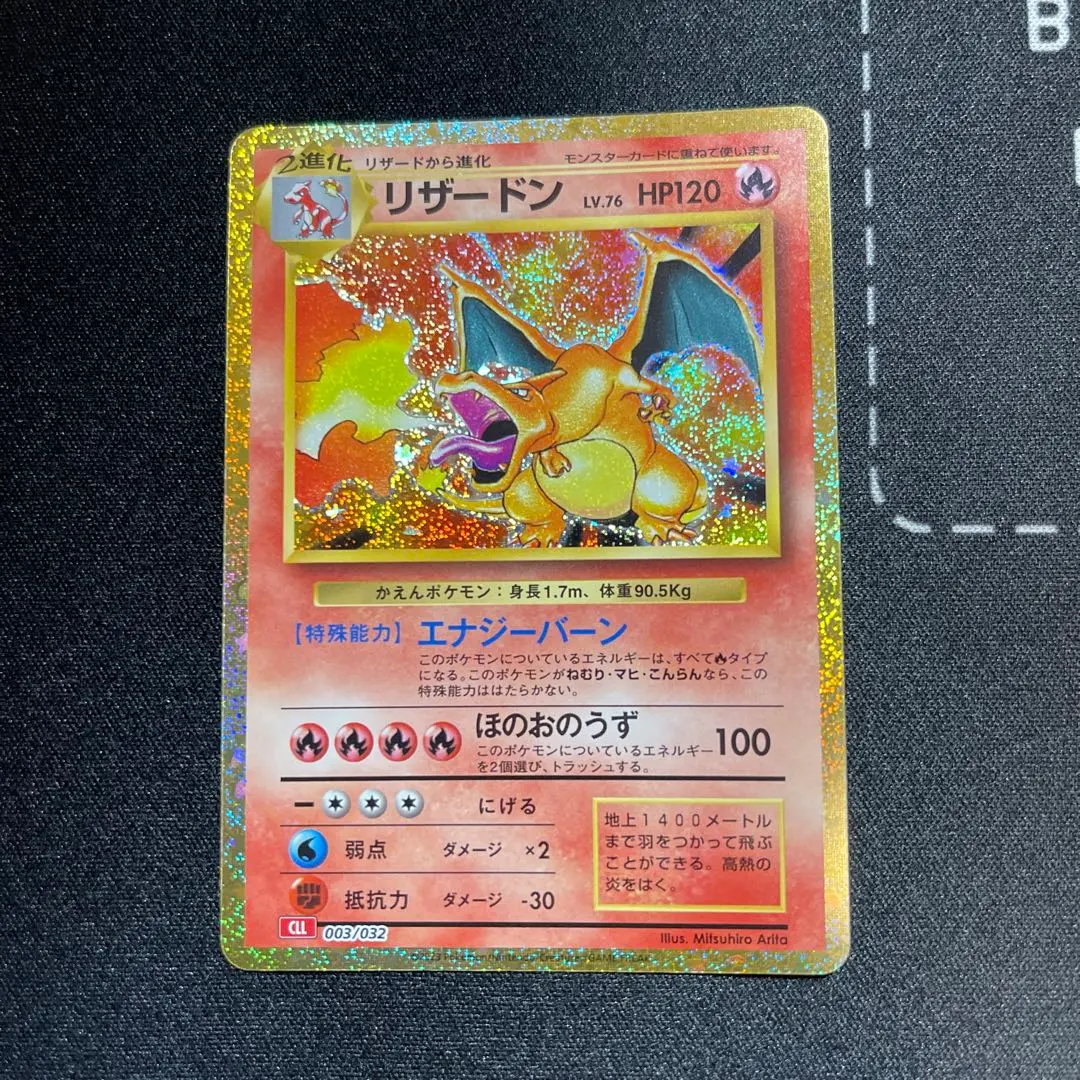 B
2進化 リザードから進化 モンスターカードに重ねて使います。
リザードン LV.76 HP120
かえんポケモン：身長1.7m、体重90.5Kg
【特殊能力】 エナジーバーン
このポケモンについているエネルギーは、すべて🔥タイプ
になる。このポケモンがねむり・マヒ・こんらんなら、この
特殊能力ははたらかない。
ほのおのうず 100
このポケモンについているエネルギー
を2個選び、トラッシュする。
にげる
弱点 ダメージ ×2
抵抗力 ダメージ -30
地上1400メートル
まで羽をつかって飛ぶ
ことができる。高熱の
炎をはく。
CLL 003/032
Illus. Mitsuhiro Arita
©2023 Pokémon/Nintendo/Creatures/GAME FREAK